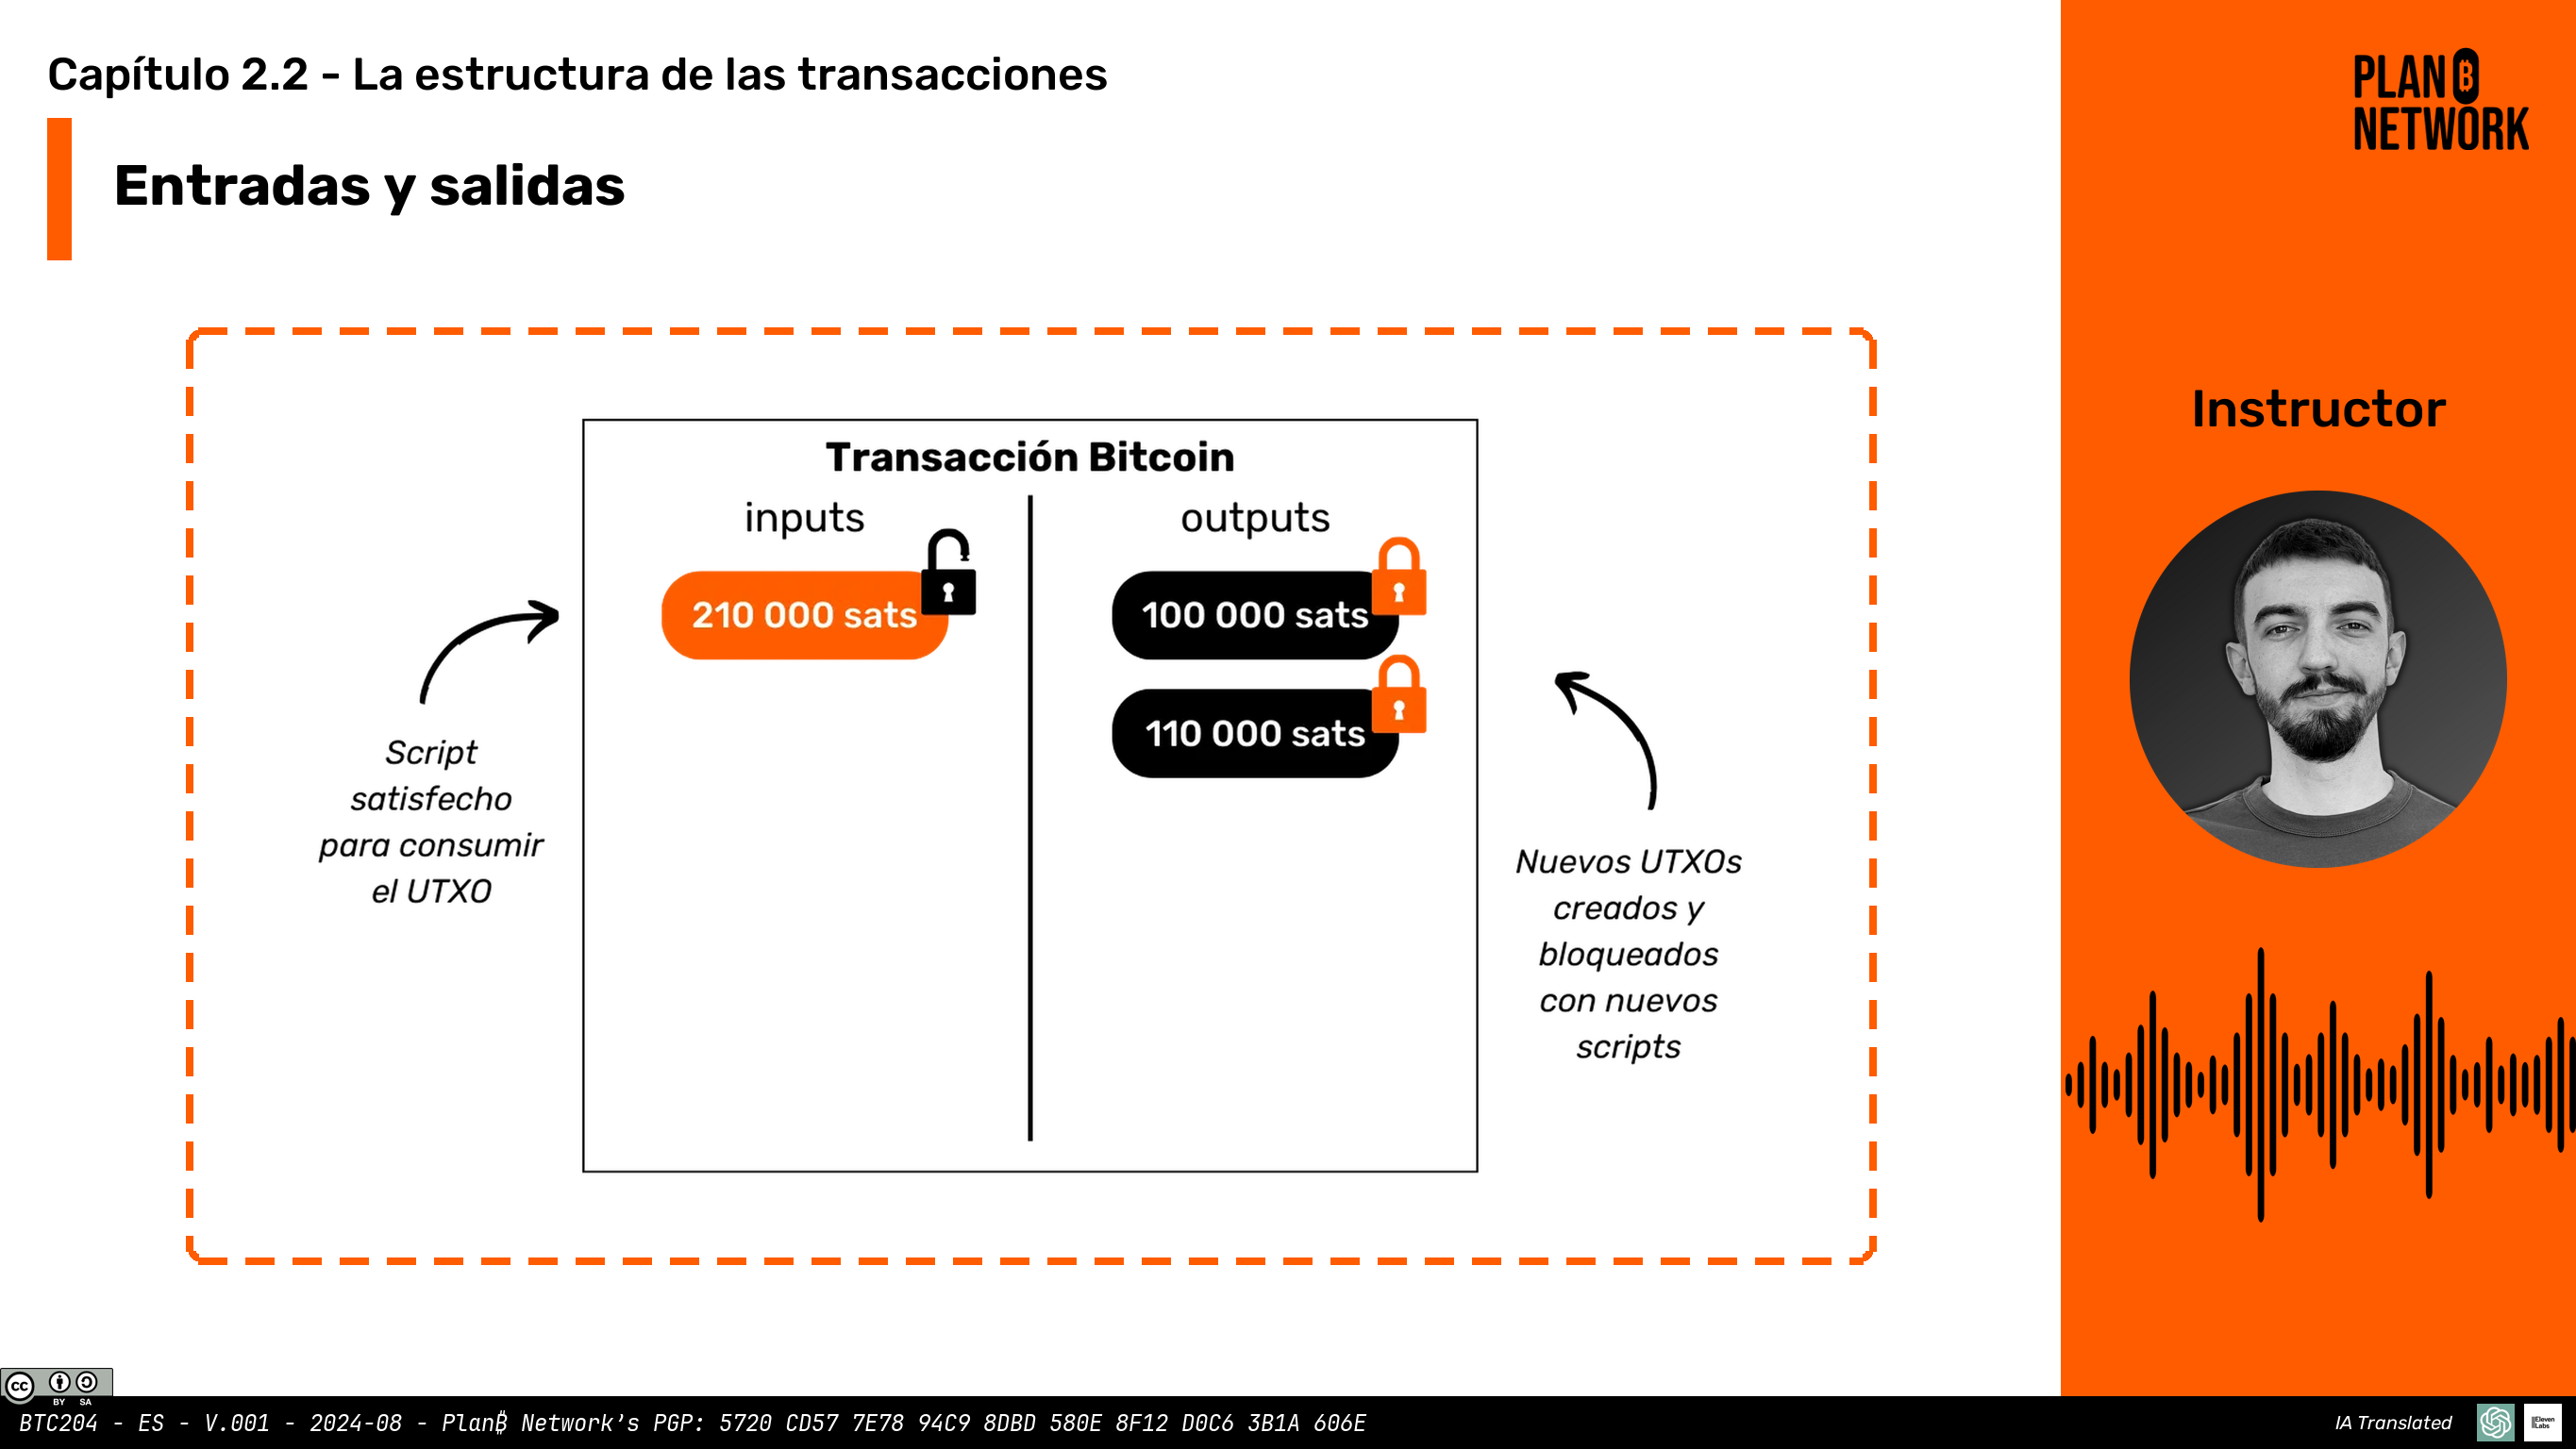 Capítulo 2.2 - La estructura de las transacciones
Entradas y salidas
PLAN ₿
NETWORK
Instructor
Transacción Bitcoin
inputs
outputs
210 000 sats
100 000 sats
110 000 sats
Script
satisfecho
para consumir
el UTXO
Nuevos UTXOs
creados y
bloqueados
con nuevos
scripts
cc
BY SA
BTC204 - ES - V.001 - 2024-08 - Plan₿ Network's PGP: 5720 CD57 7E78 94C9 8DBD 580E 8F12 D0C6 3B1A 606E
IA Translated
ElevenLabs